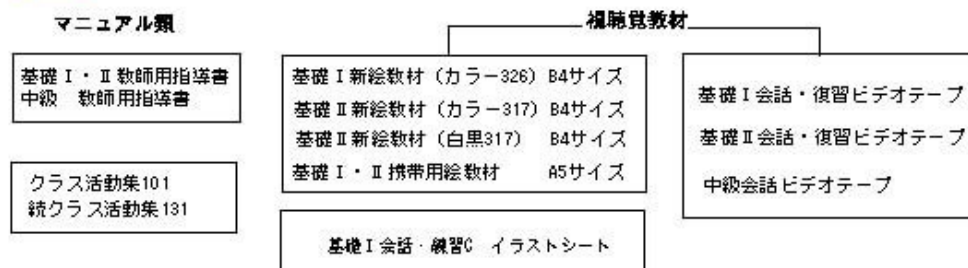 マニュアル類
視聴覚教材
基礎Ⅰ・Ⅱ教師用指導書
中級　教師用指導書
クラス活動集101
続クラス活動集131
基礎Ⅰ新絵教材（カラー326）B4サイズ
基礎Ⅱ新絵教材（カラー317）B4サイズ
基礎Ⅱ新絵教材（白黒317）　B4サイズ
基礎Ⅰ・Ⅱ携帯用絵教材　　A5サイズ
基礎Ⅰ会話・練習C　イラストシート
基礎Ⅰ会話・復習ビデオテープ
基礎Ⅱ会話・復習ビデオテープ
中級会話ビデオテープ